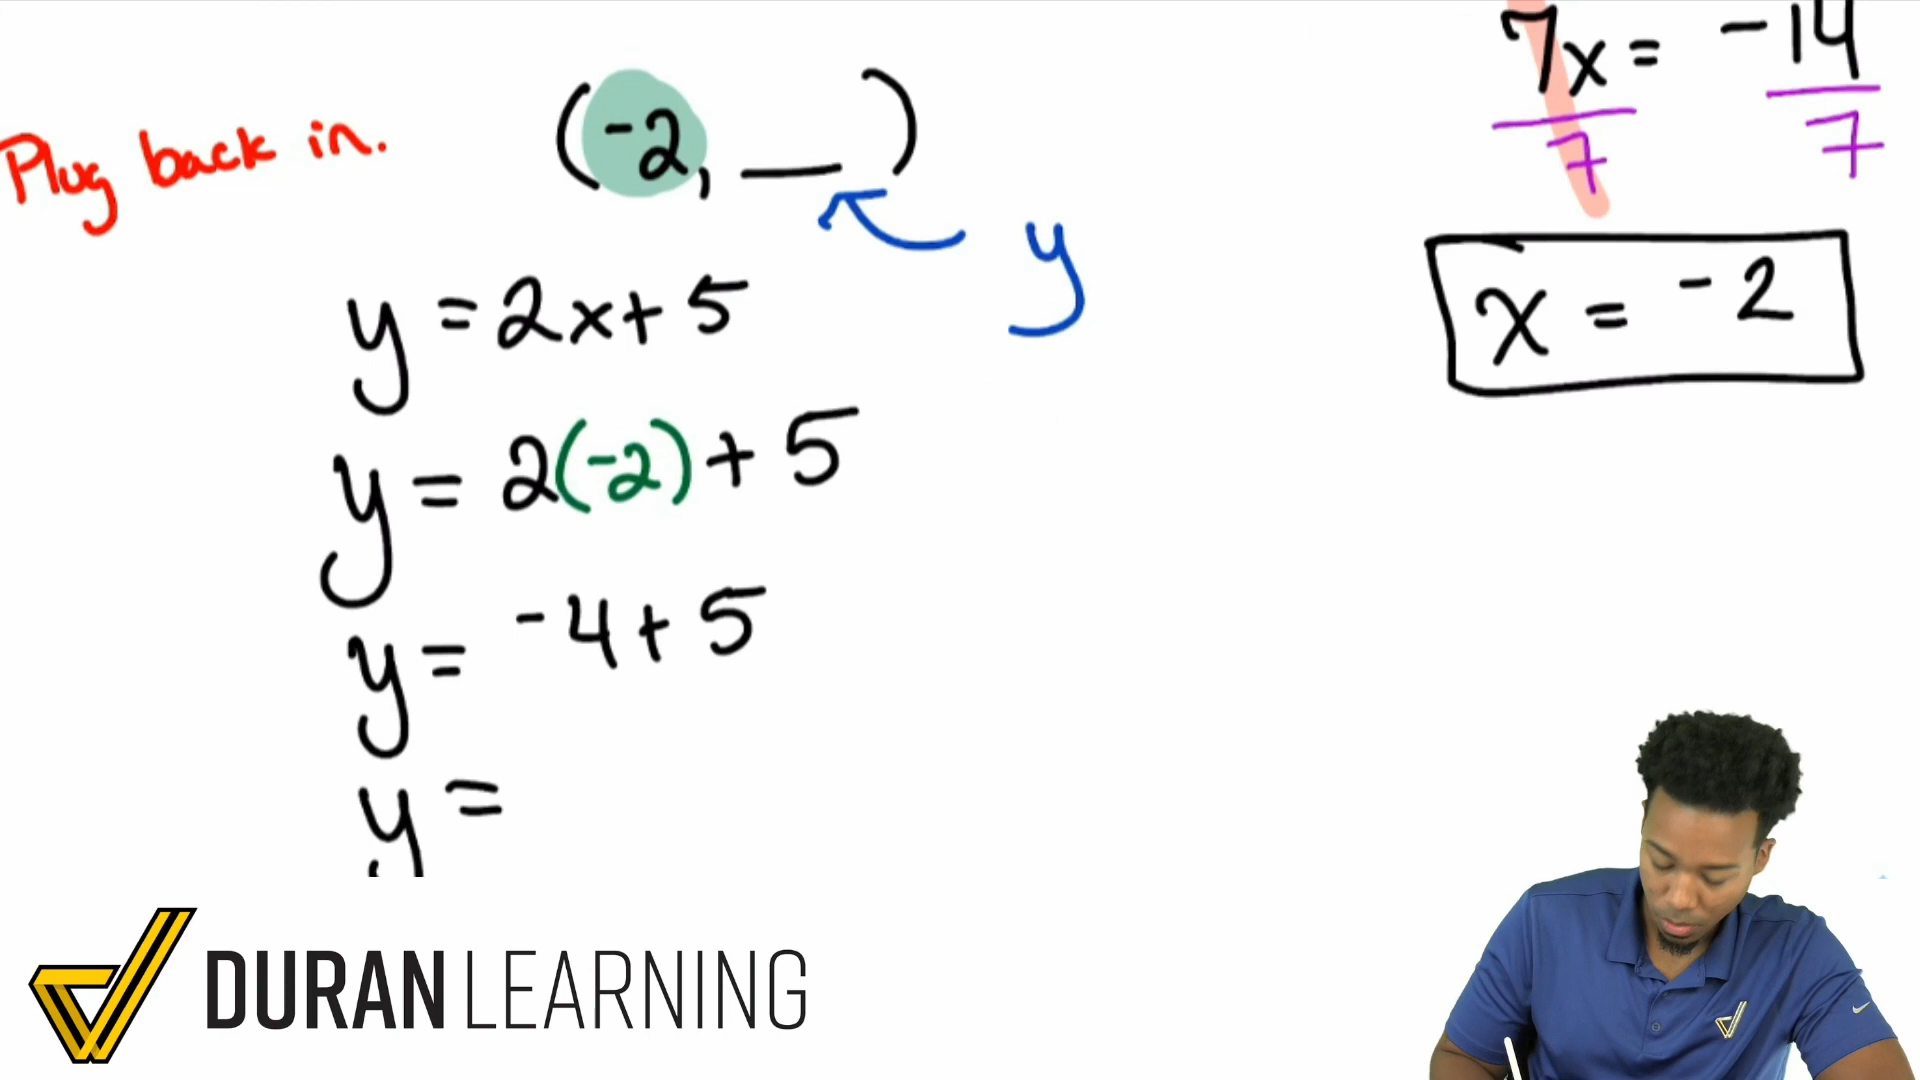 7x = -14
7 7
Plug back in.
(-2, __)
y
x = -2
y = 2x + 5
y = 2(-2) + 5
y = -4 + 5
y =
DURAN LEARNING